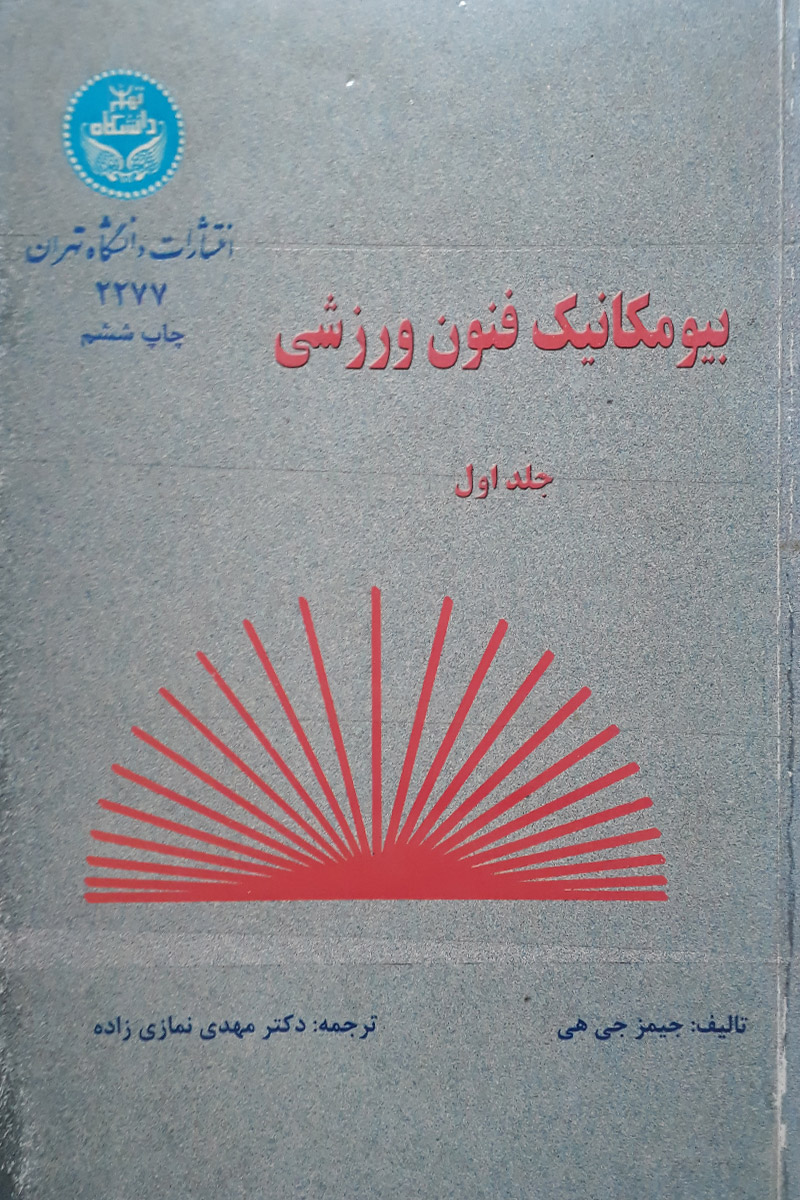 تهران
دانشگاه
انتشارات دانشگاه تهران
۲۲۷۷
چاپ ششم
بیومکانیک فنون ورزشی
جلد اول
تالیف: جیمز جی هی
ترجمه: دکتر مهدی نمازی زاده